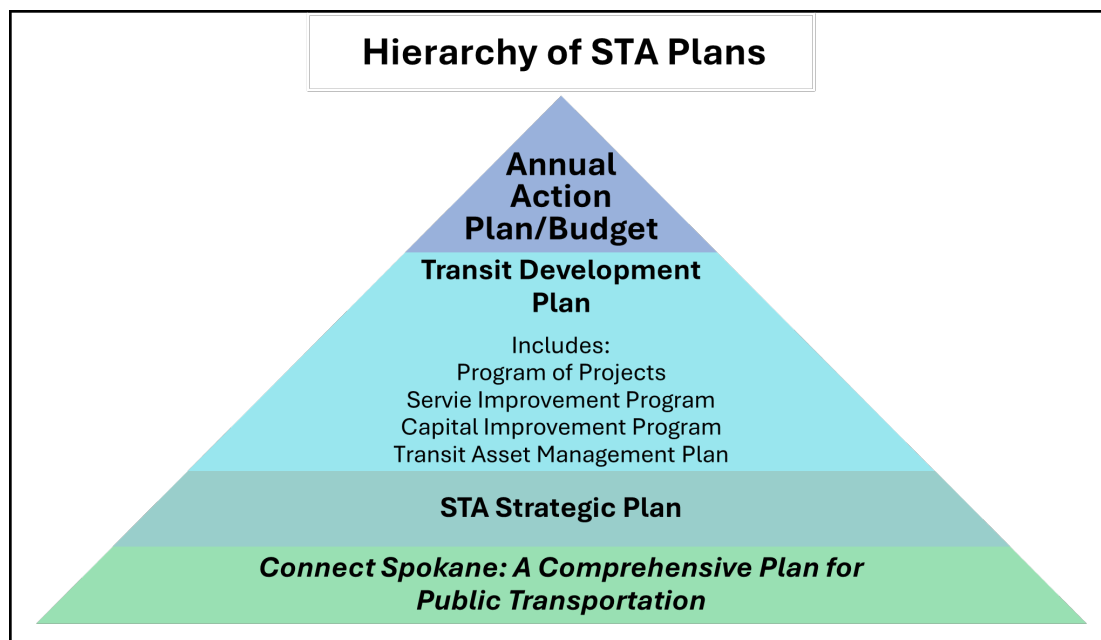 Hierarchy of STA Plans
Annual
Action
Plan/Budget
Transit Development
Plan
Includes:
Program of Projects
Servie Improvement Program
Capital Improvement Program
Transit Asset Management Plan
STA Strategic Plan
Connect Spokane: A Comprehensive Plan for
Public Transportation